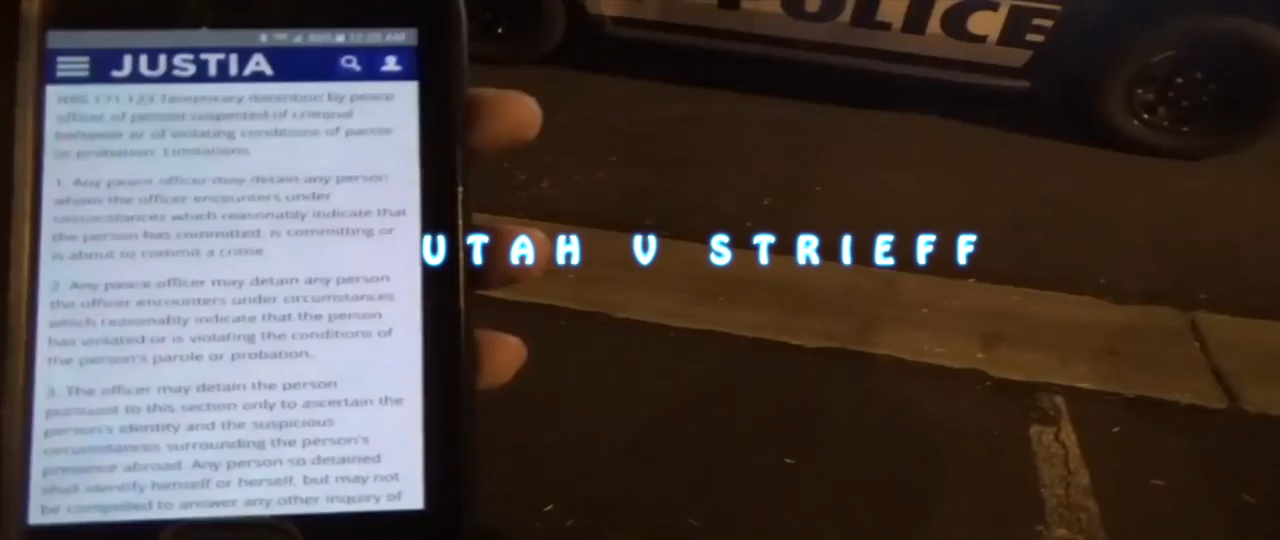 POLICE
12:05 AM
JUSTIA
NRS 171.123 Temporary detention by peace
officer of person suspected of criminal
behavior or of violating conditions of parole
or probation: Limitations.
1. Any peace officer may detain any person
whom the officer encounters under
circumstances which reasonably indicate that
the person has committed, is committing or
is about to commit a crime.
2. Any peace officer may detain any person
the officer encounters under circumstances
which reasonably indicate that the person
has violated or is violating the conditions of
the person's parole or probation.
3. The officer may detain the person
pursuant to this section only to ascertain the
person's identity and the suspicious
circumstances surrounding the person's
presence abroad. Any person so detained
shall identify himself or herself, but may not
be compelled to answer any other inquiry of
UTAH V STRIEFF